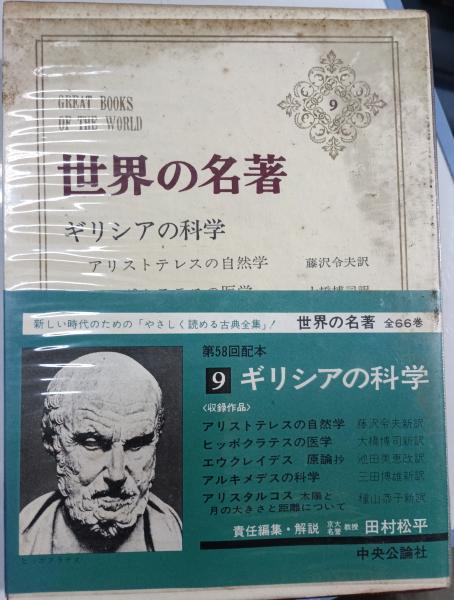 GREAT BOOKS
OF THE WORLD
9
世界の名著
ギリシアの科学
アリストテレスの自然学 藤沢令夫訳
新しい時代のための「やさしく読める古典全集」! 世界の名著 全66巻
第58回配本
9 ギリシアの科学
〈収録作品〉
アリストテレスの自然学 藤沢令夫新訳
ヒッポクラテスの医学 大橋博司新訳
エウクレイデス 原論抄 池田美恵改訳
アルキメデスの科学 三田博雄新訳
アリスタルコス 太陽と
月の大きさと距離について 種山恭子新訳
責任編集・解説 京大名誉教授 田村松平
中央公論社
ヒッポクラテス